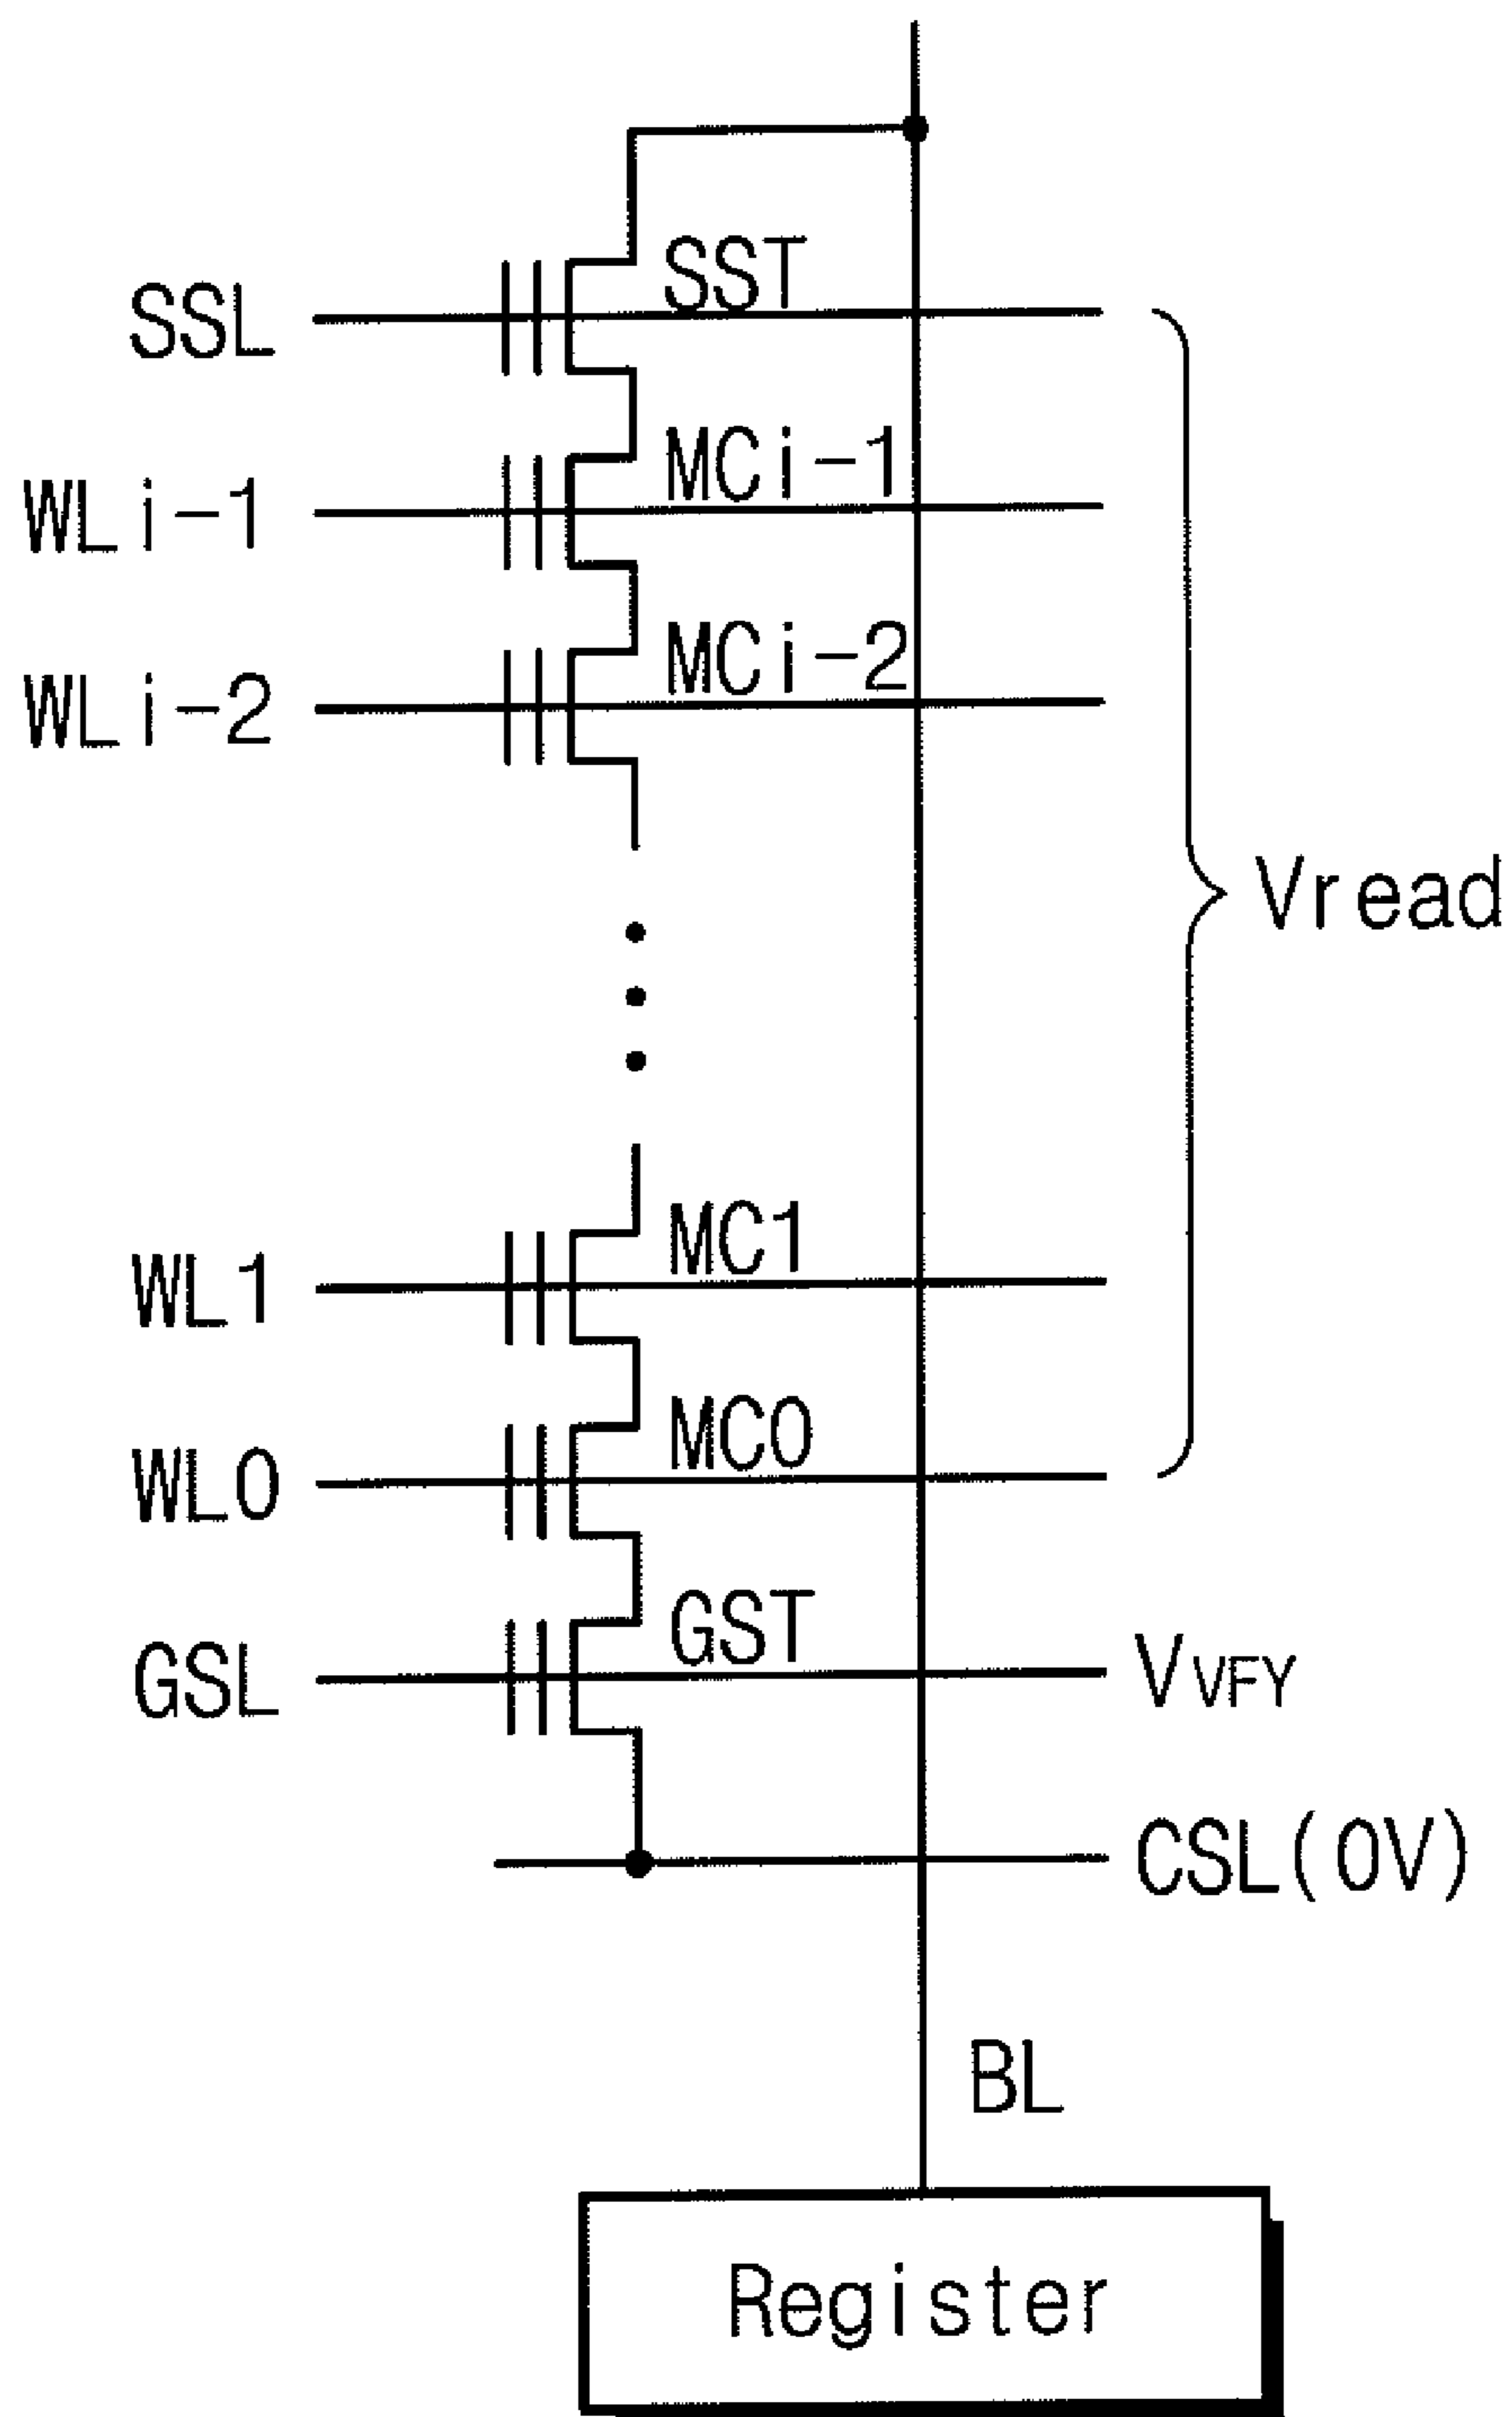 SST
SSL
MCi-1
WLi-1
MCi-2
WLi-2
Vread
MC1
WL1
MC0
WL0
GST
GSL
VVFY
CSL(0V)
BL
Register